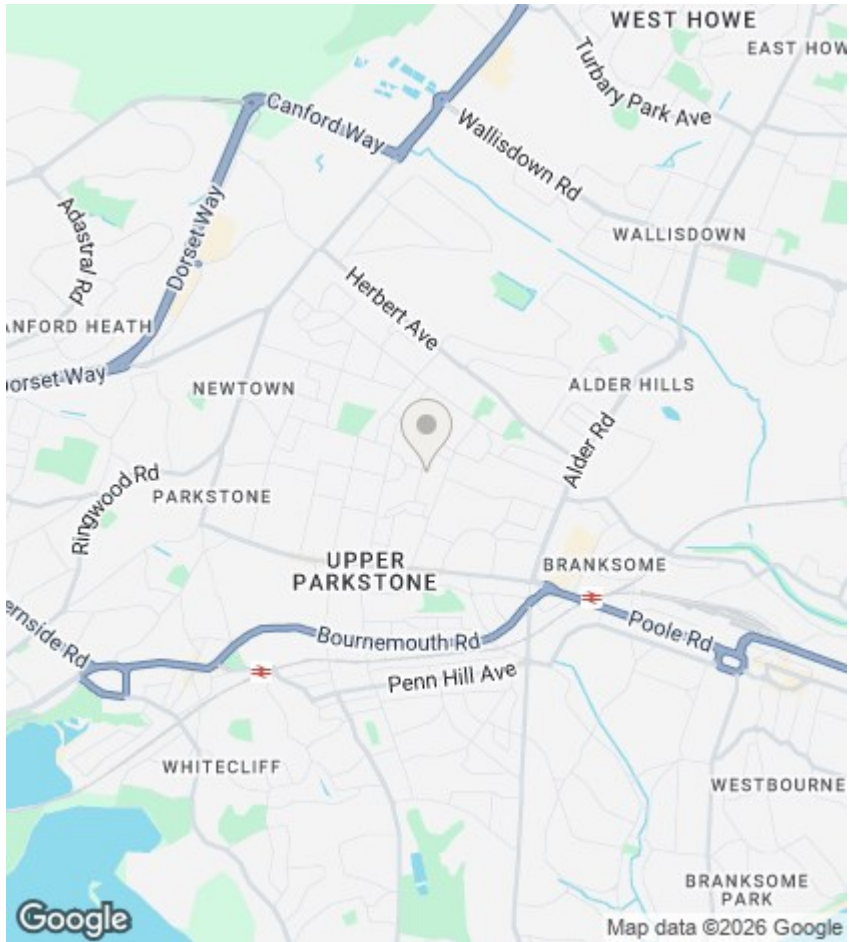 WEST HOWE
EAST HOW
Turbary Park Ave
Canford Way
Wallisdown Rd
Dorset Way
Adastral Rd
WALLISDOWN
Herbert Ave
ANFORD HEATH
Dorset Way
NEWTOWN
ALDER HILLS
Alder Rd
Ringwood Rd
PARKSTONE
UPPER
PARKSTONE
BRANKSOME
ernside Rd
Bournemouth Rd
Poole Rd
Penn Hill Ave
WHITECLIFF
WESTBOURNE
BRANKSOME
PARK
Google
Map data ©2026 Google